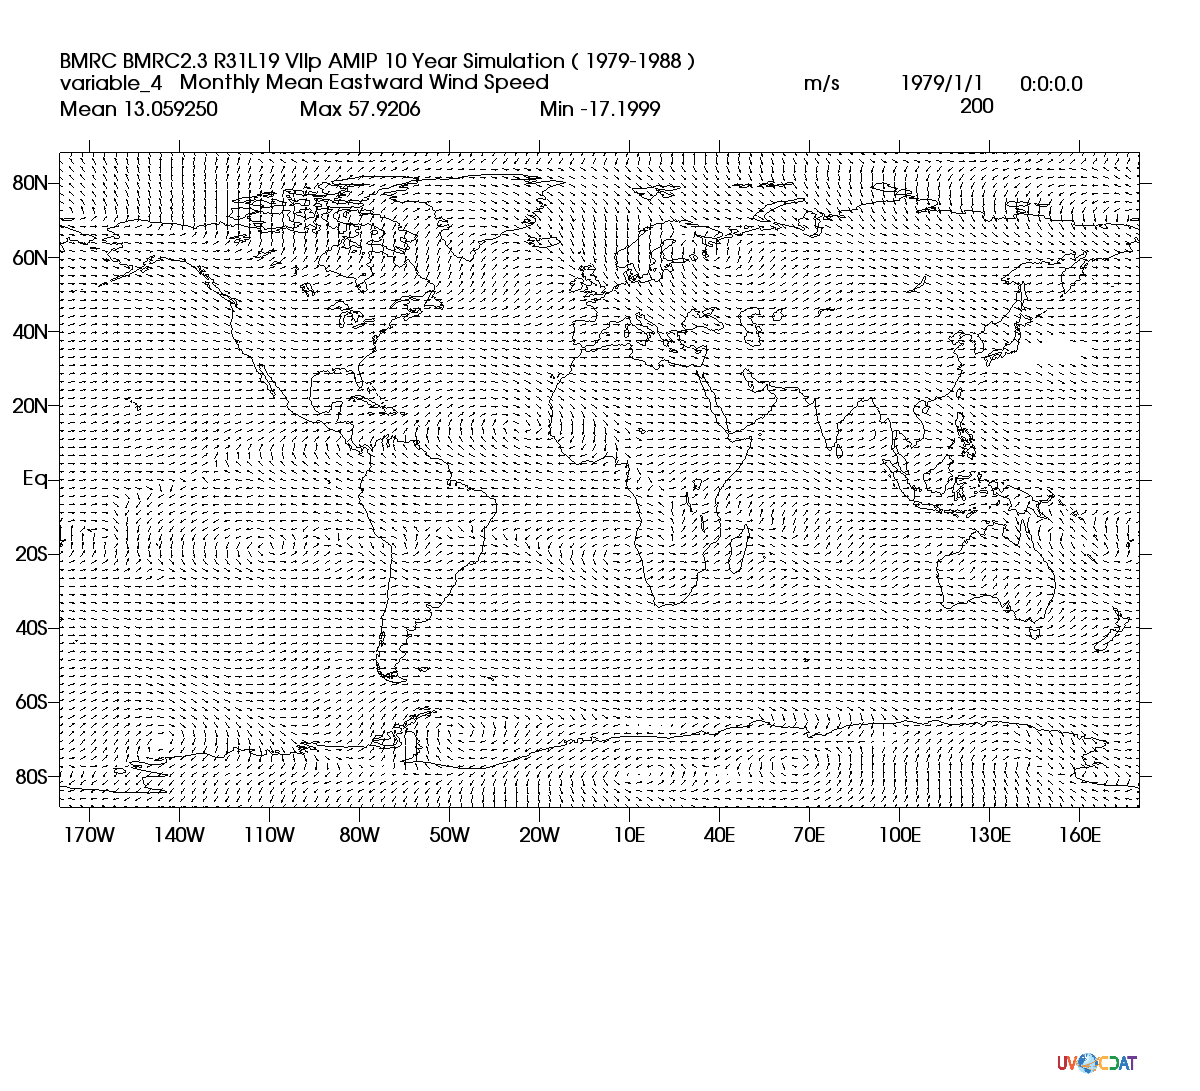 BMRC BMRC2.3 R31L19 VIIp AMIP 10 Year Simulation ( 1979-1988 )
variable_4 Monthly Mean Eastward Wind Speed m/s 1979/1/1 0:0:0.0
Mean 13.059250 Max 57.9206 Min -17.1999 200
80N
60N
40N
20N
Eq
20S
40S
60S
80S
170W 140W 110W 80W 50W 20W 10E 40E 70E 100E 130E 160E
UV CDAT